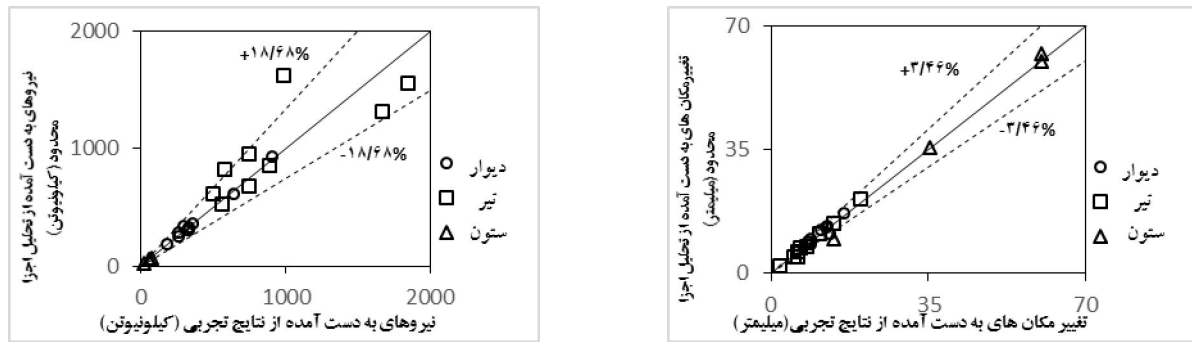 2000
1000
0
0
1000
2000
نیروهای به دست آمده از تحلیل اجزا
محدود (کیلونیوتن)
+۱۸/۶۸%
-۱۸/۶۸%
دیوار
تیر
ستون
نیروهای به دست آمده از نتایج تجربی (کیلونیوتن)
70
35
0
0
35
70
تغییرمکان های به دست آمده از تحلیل اجزا
محدود (میلیمتر)
+۳/۴۶%
-۳/۴۶%
دیوار
تیر
ستون
تغییر مکان های به دست آمده از نتایج تجربی(میلیمتر)